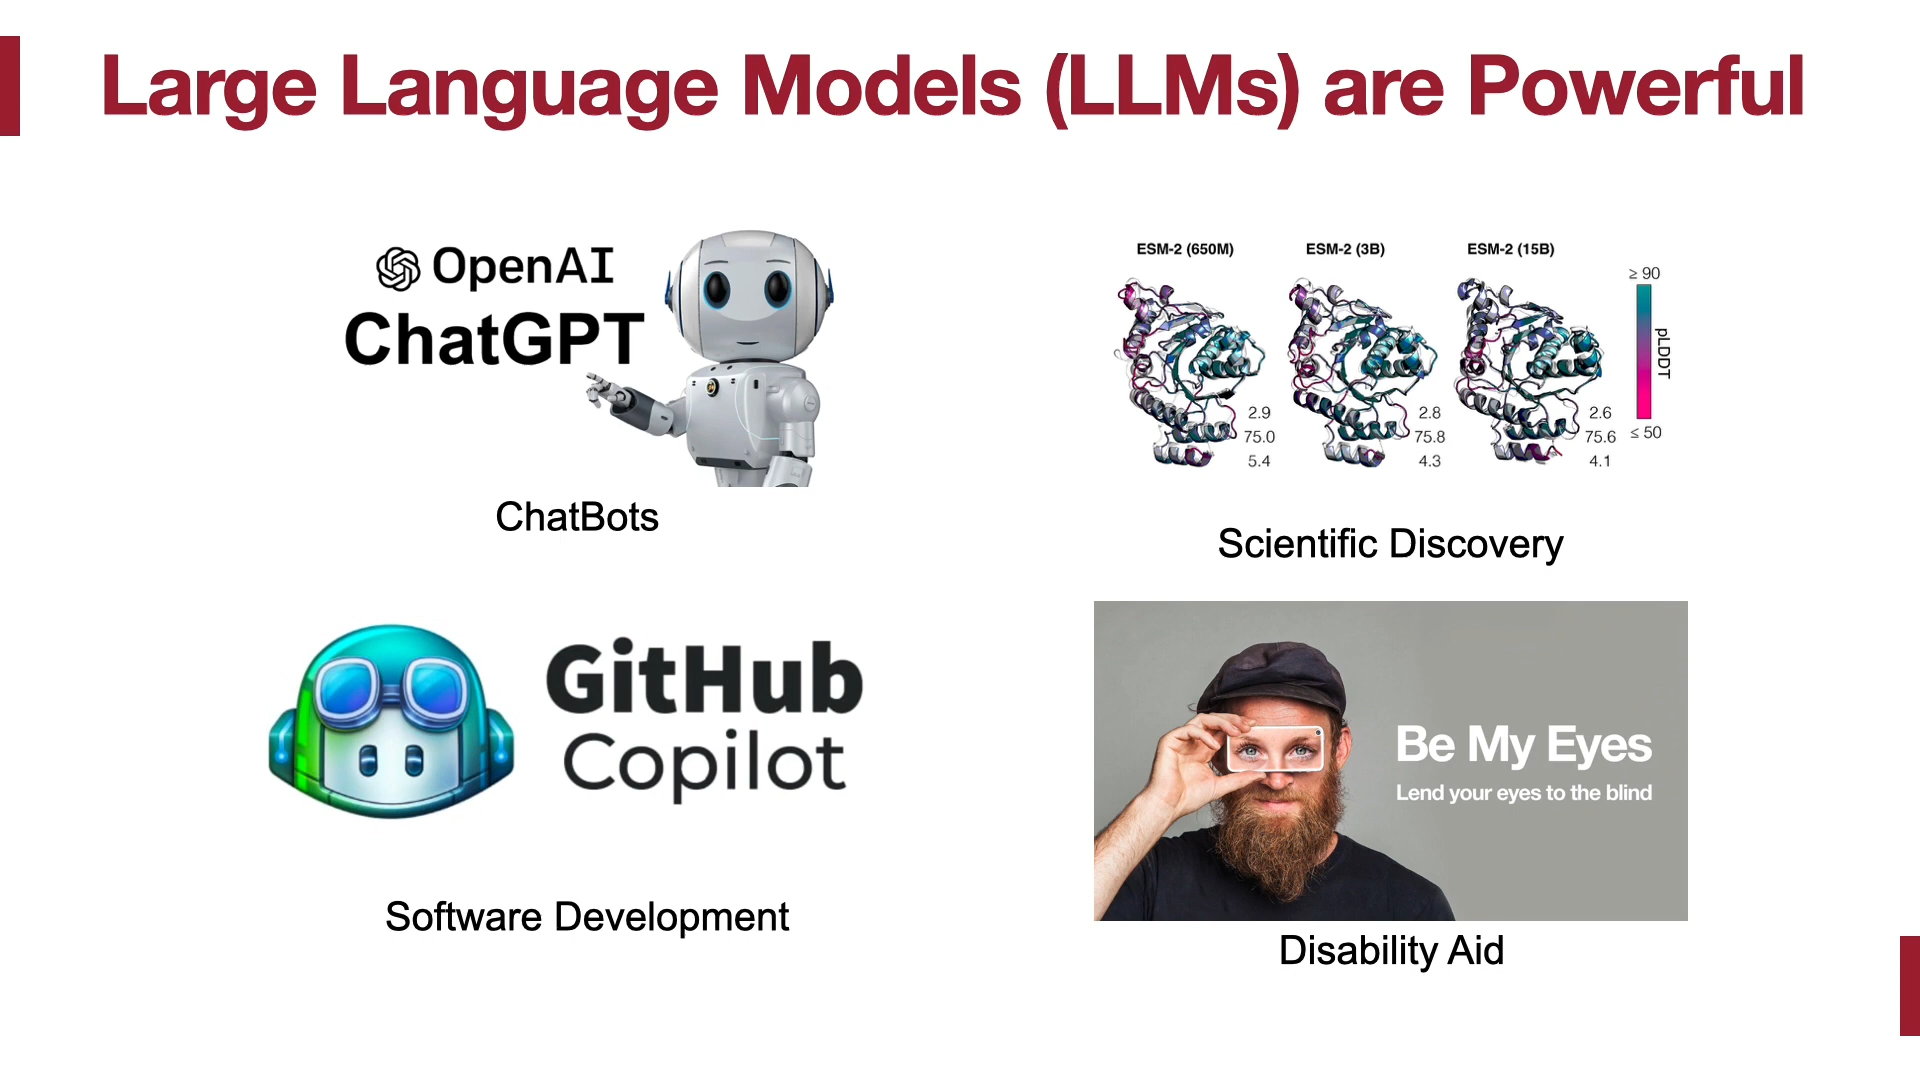 Large Language Models (LLMs) are Powerful
OpenAI
ChatGPT
ChatBots
ESM-2 (650M)
ESM-2 (3B)
ESM-2 (15B)
≥ 90
pLDDT
≤ 50
2.9
75.0
5.4
2.8
75.8
4.3
2.6
75.6
4.1
Scientific Discovery
GitHub
Copilot
Software Development
Be My Eyes
Lend your eyes to the blind
Disability Aid